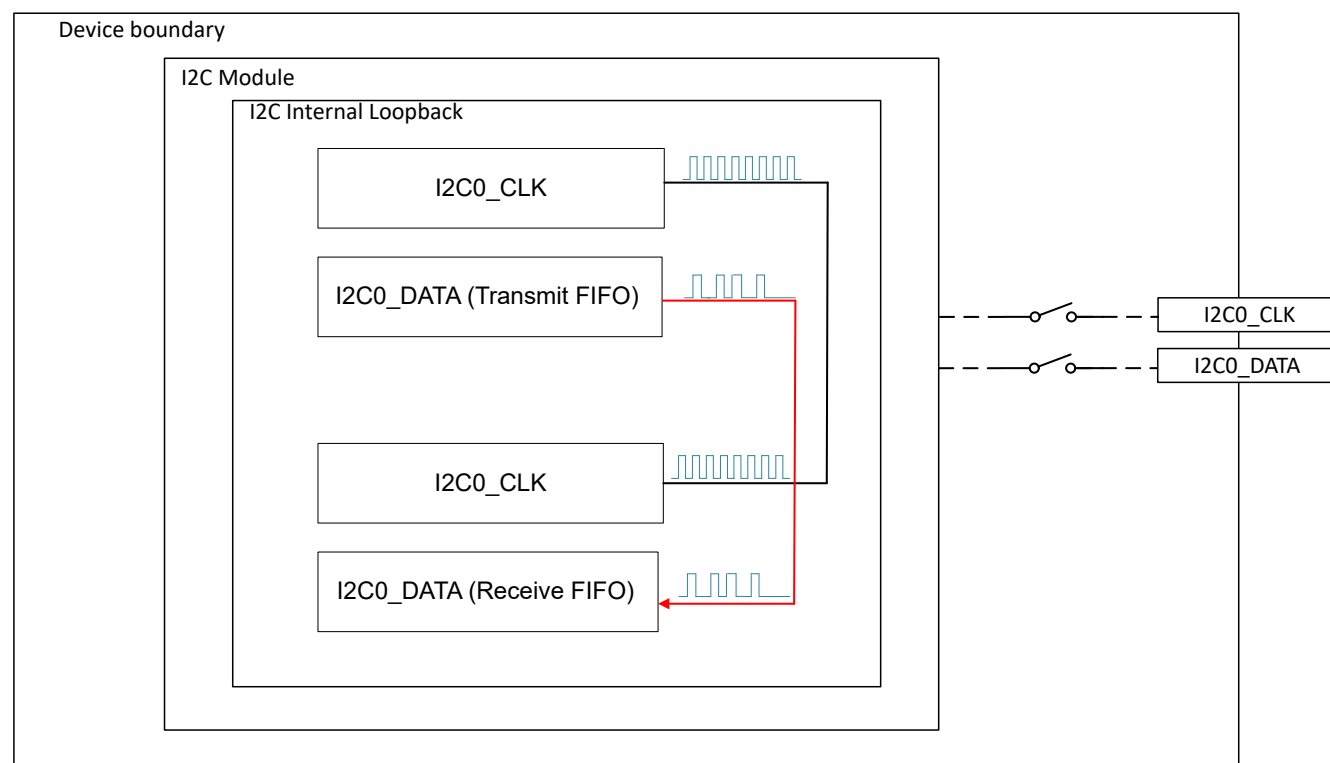 Device boundary
I2C Module
I2C Internal Loopback
I2C0_CLK
I2C0_DATA (Transmit FIFO)
I2C0_CLK
I2C0_DATA
I2C0_CLK
I2C0_DATA (Receive FIFO)